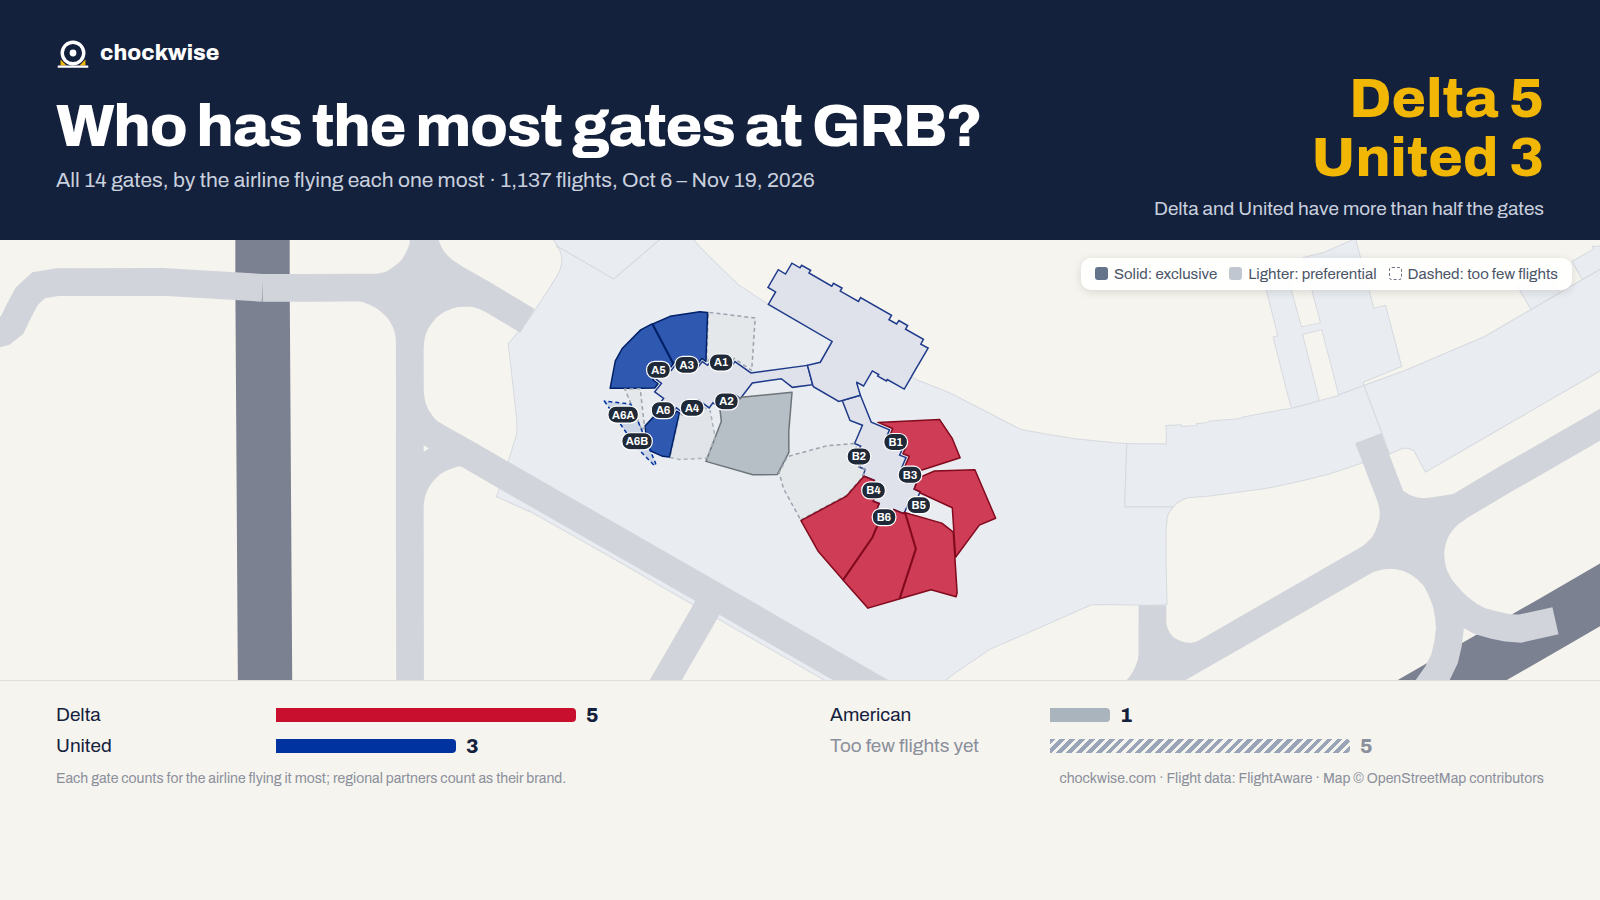 chockwise
Who has the most gates at GRB?
All 14 gates, by the airline flying each one most · 1,137 flights, Oct 6 – Nov 19, 2026
Delta 5
United 3
Delta and United have more than half the gates
Solid: exclusive
Lighter: preferential
Dashed: too few flights
A5
A3
A1
A6A
A6
A4
A2
A6B
B1
B2
B3
B4
B5
B6
Delta 5
United 3
American 1
Too few flights yet 5
Each gate counts for the airline flying it most; regional partners count as their brand.
chockwise.com · Flight data: FlightAware · Map © OpenStreetMap contributors